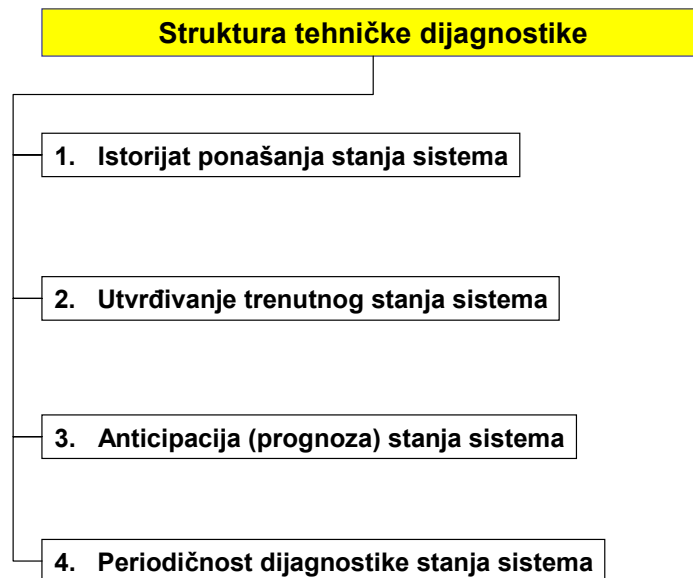 Struktura tehničke dijagnostike
1. Istorijat ponašanja stanja sistema
2. Utvrđivanje trenutnog stanja sistema
3. Anticipacija (prognoza) stanja sistema
4. Periodičnost dijagnostike stanja sistema